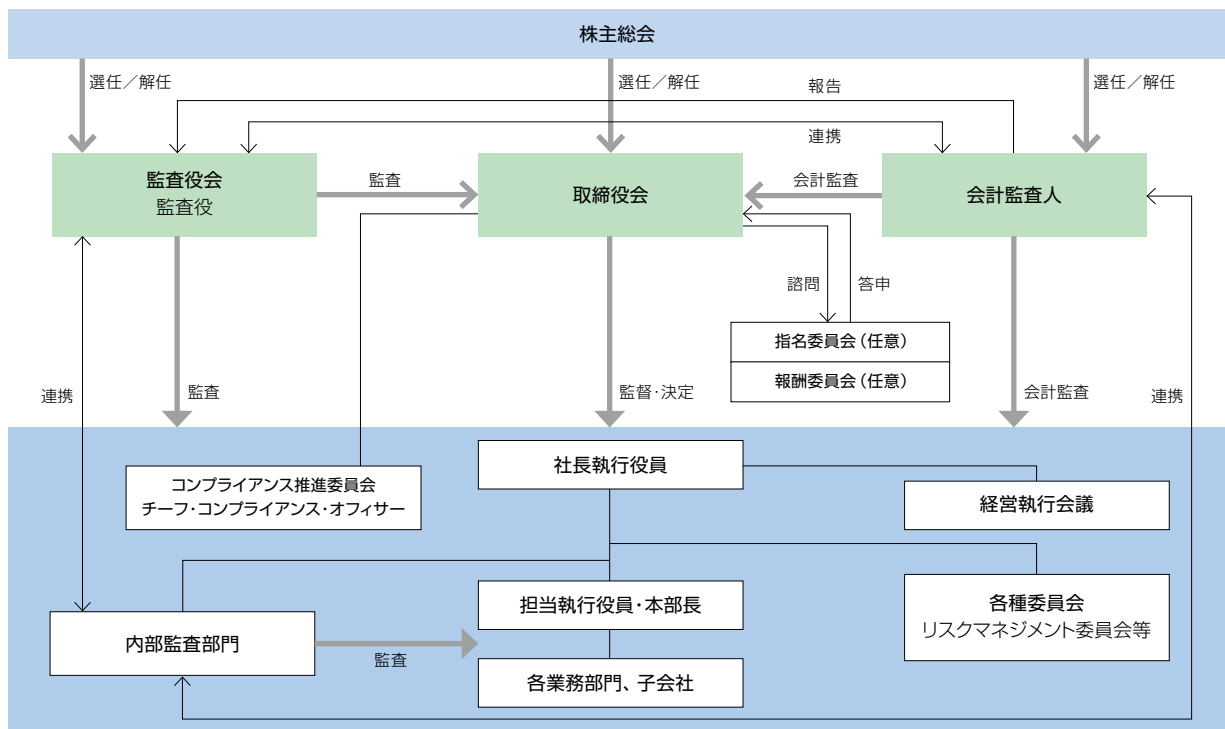 株主総会
選任／解任
選任／解任
選任／解任
報告
連携
監査役会
監査役
監査
取締役会
会計監査
会計監査人
諮問
答申
指名委員会（任意）
報酬委員会（任意）
連携
監査
監督・決定
会計監査
連携
社長執行役員
コンプライアンス推進委員会
チーフ・コンプライアンス・オフィサー
経営執行会議
担当執行役員・本部長
各種委員会
リスクマネジメント委員会等
内部監査部門
監査
各業務部門、子会社